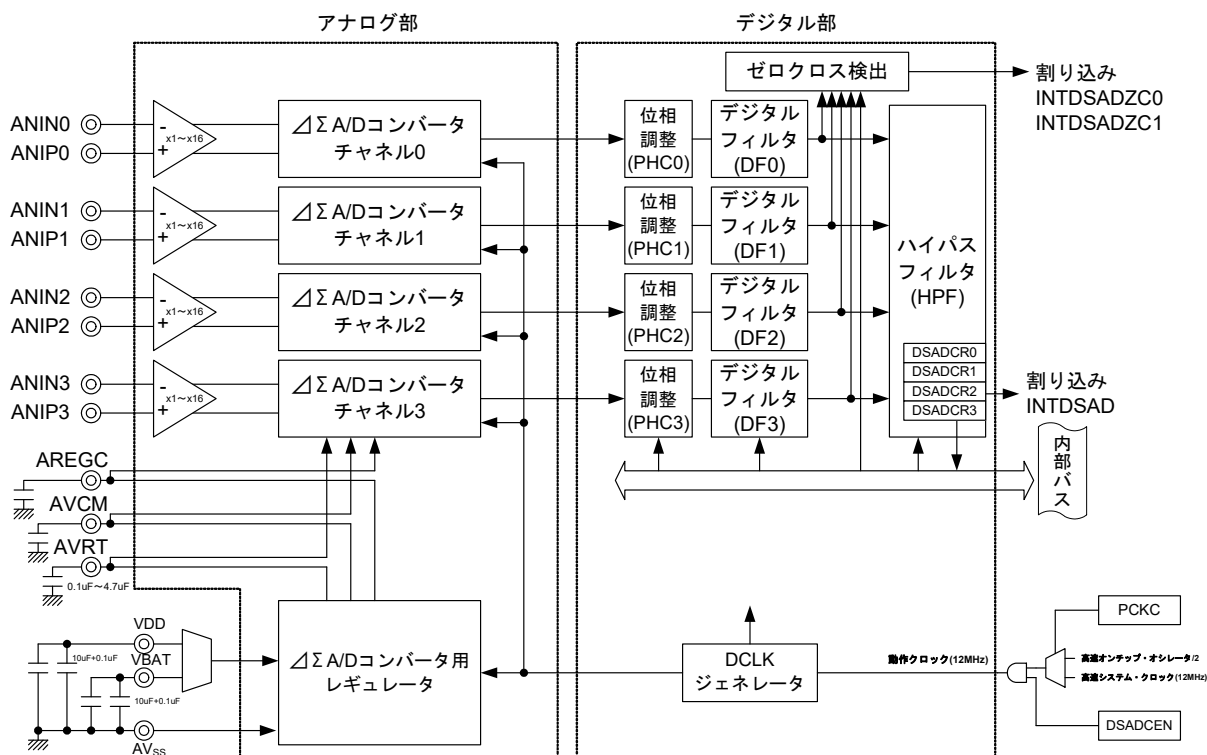 アナログ部
デジタル部
ゼロクロス検出
割り込み
INTDSADZC0
INTDSADZC1
ANIN0
ANIP0
-
+
x1~x16
⊿Σ A/Dコンバータ
チャネル0
位相
調整
(PHC0)
デジタル
フィルタ
(DF0)
ANIN1
ANIP1
-
+
x1~x16
⊿Σ A/Dコンバータ
チャネル1
位相
調整
(PHC1)
デジタル
フィルタ
(DF1)
ハイパス
フィルタ
(HPF)
ANIN2
ANIP2
-
+
x1~x16
⊿Σ A/Dコンバータ
チャネル2
位相
調整
(PHC2)
デジタル
フィルタ
(DF2)
ANIN3
ANIP3
-
+
x1~x16
⊿Σ A/Dコンバータ
チャネル3
位相
調整
(PHC3)
デジタル
フィルタ
(DF3)
DSADCR0
DSADCR1
DSADCR2
DSADCR3
割り込み
INTDSAD
内部バス
AREGC
AVCM
AVRT
0.1uF~4.7uF
VDD
10uF+0.1uF
VBAT
10uF+0.1uF
AVSS
⊿Σ A/Dコンバータ用
レギュレータ
DCLK
ジェネレータ
動作クロック(12MHz)
PCKC
高速オンチップ・オシレータ/2
高速システム・クロック(12MHz)
DSADCEN